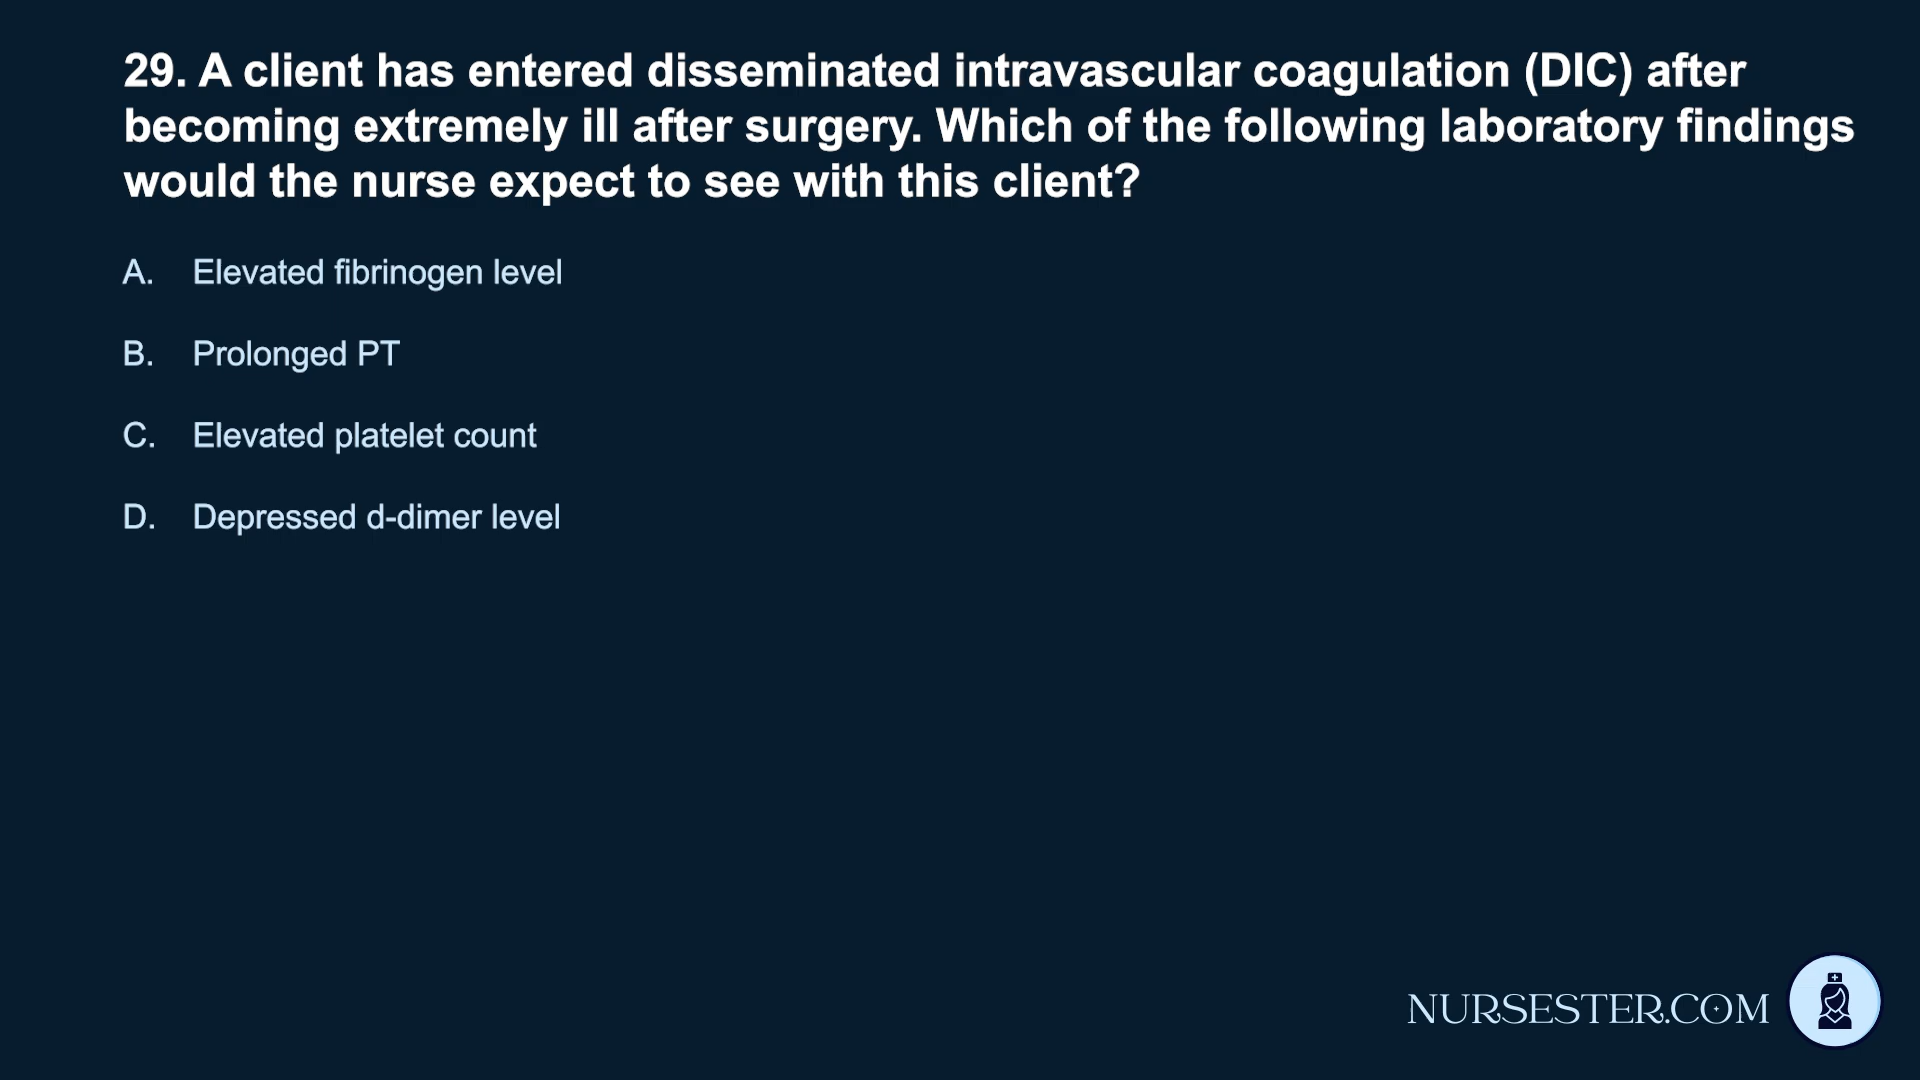 29. A client has entered disseminated intravascular coagulation (DIC) after
becoming extremely ill after surgery. Which of the following laboratory findings
would the nurse expect to see with this client?
A. Elevated fibrinogen level
B. Prolonged PT
C. Elevated platelet count
D. Depressed d-dimer level
NURSESTER.COM